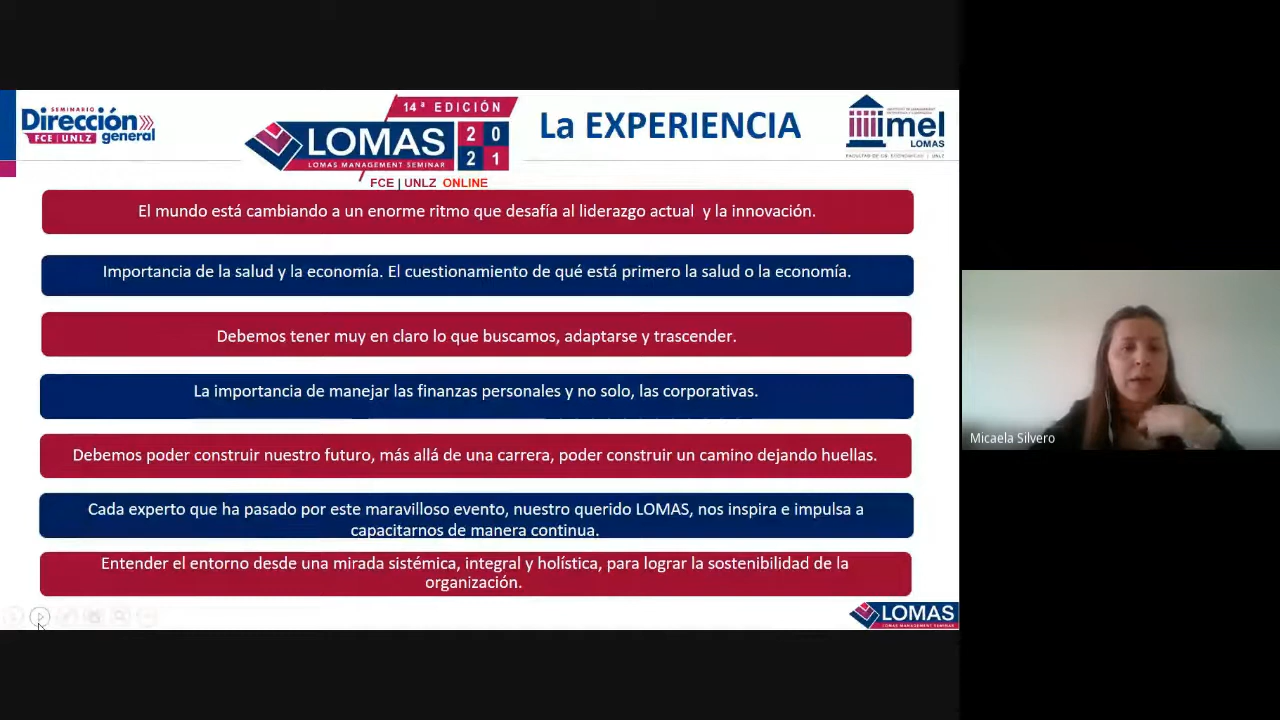 SEMINARIO
Dirección
FCE | UNLZ general
14ª EDICIÓN
LOMAS 2021
LOMAS MANAGEMENT SEMINAR
FCE | UNLZ ONLINE
La EXPERIENCIA
imel
LOMAS
El mundo está cambiando a un enorme ritmo que desafía al liderazgo actual y la innovación.
Importancia de la salud y la economía. El cuestionamiento de qué está primero la salud o la economía.
Debemos tener muy en claro lo que buscamos, adaptarse y trascender.
La importancia de manejar las finanzas personales y no solo, las corporativas.
Debemos poder construir nuestro futuro, más allá de una carrera, poder construir un camino dejando huellas.
Cada experto que ha pasado por este maravilloso evento, nuestro querido LOMAS, nos inspira e impulsa a
capacitarnos de manera continua.
Entender el entorno desde una mirada sistémica, integral y holística, para lograr la sostenibilidad de la
organización.
LOMAS
LOMAS MANAGEMENT SEMINAR
Micaela Silvero